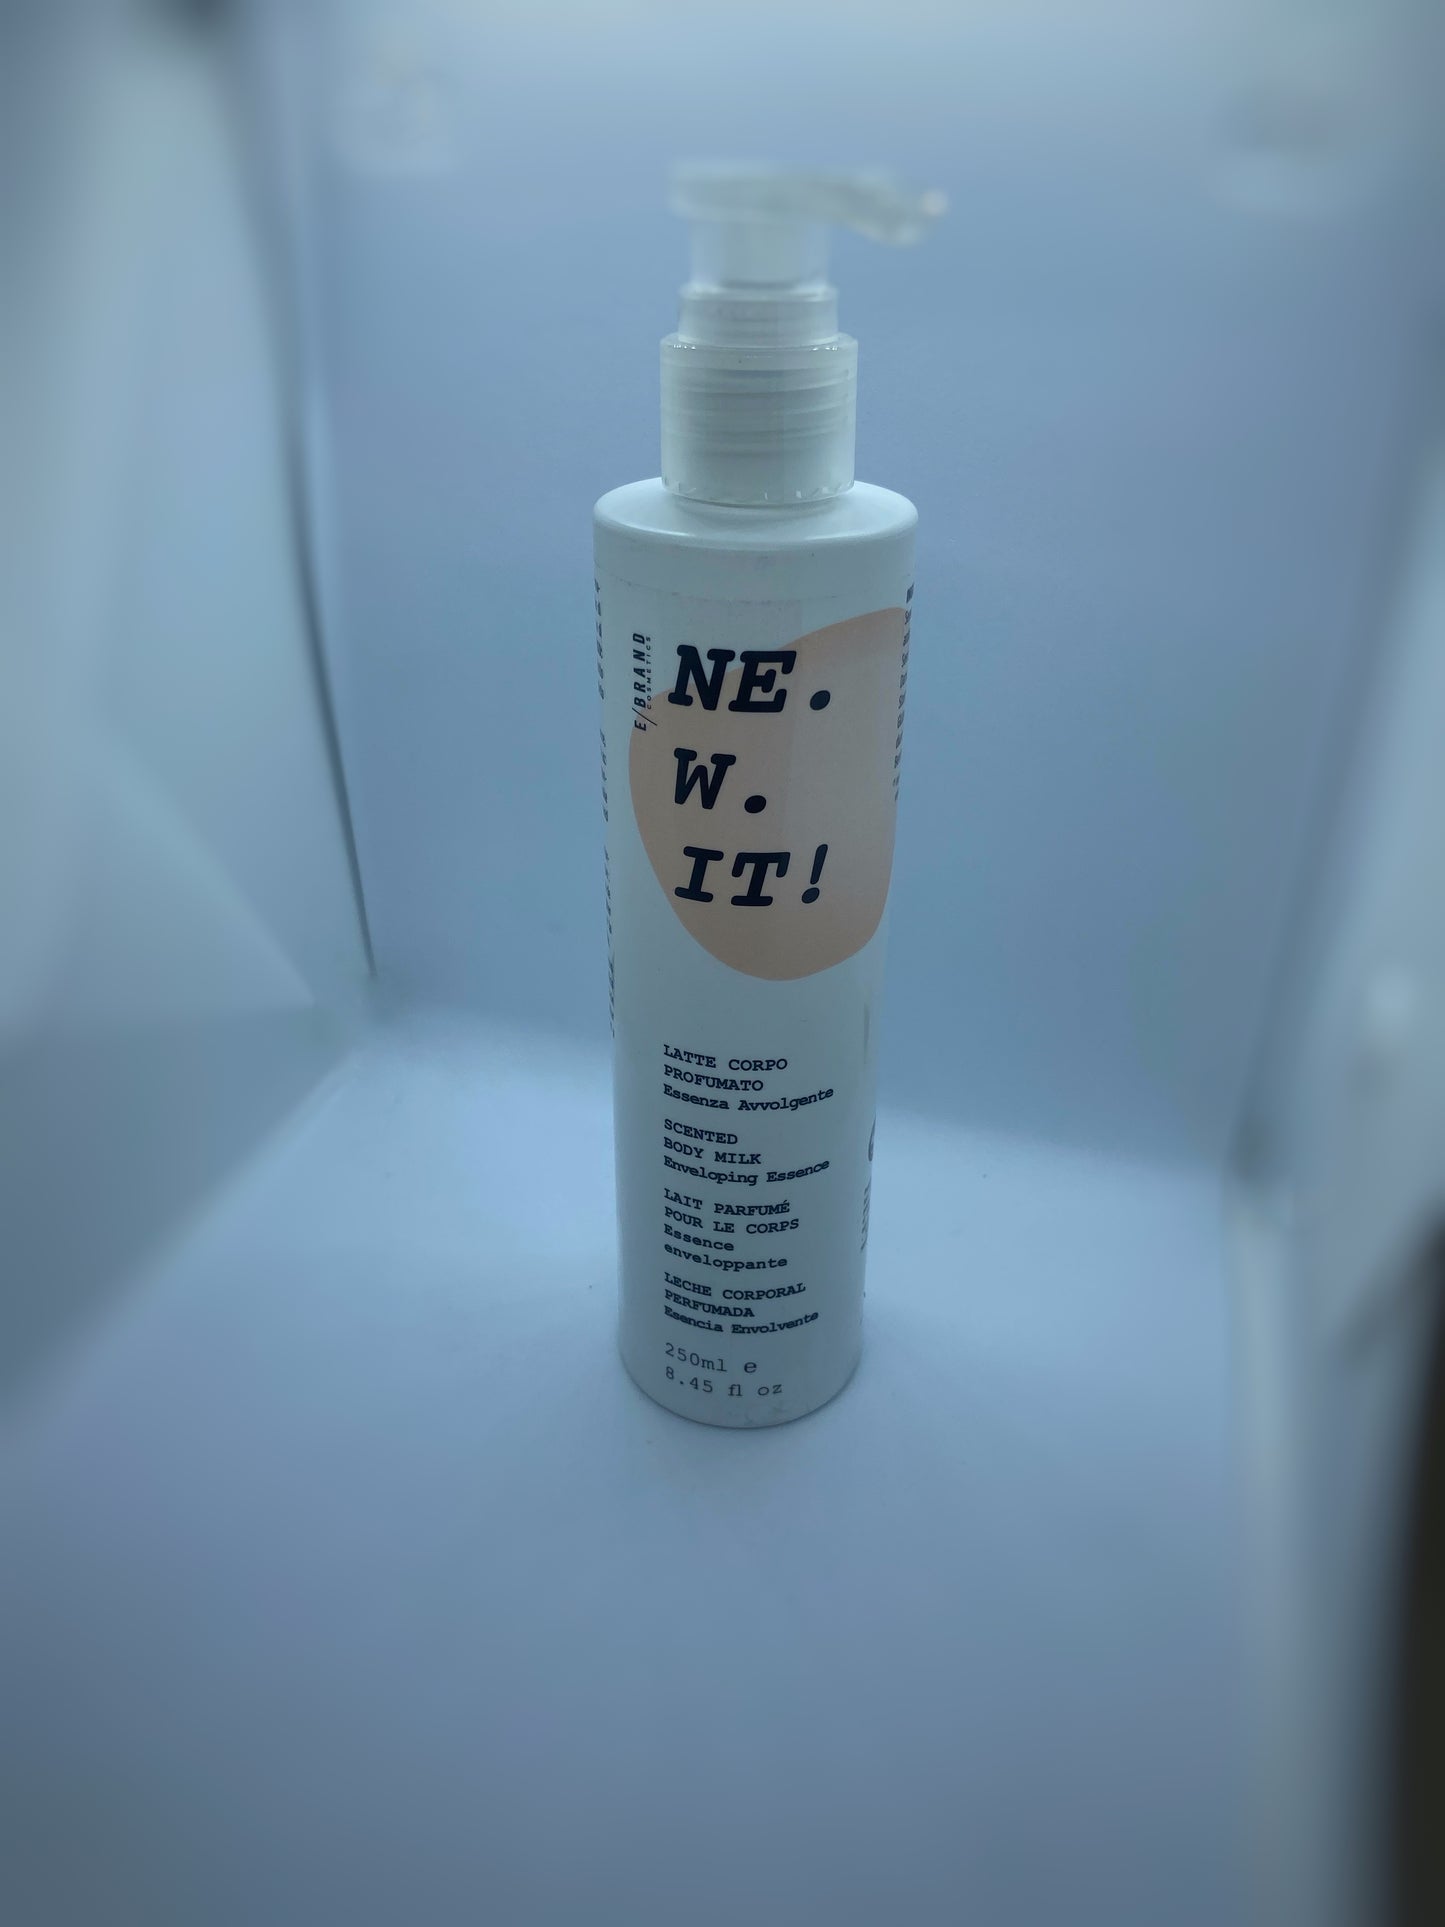 E/BRAND
COSMETICS
NE.
W.
IT!
LATTE CORPO
PROFUMATO
Essenza Avvolgente
SCENTED
BODY MILK
Enveloping Essence
LAIT PARFUMÉ
POUR LE CORPS
Essence
enveloppante
LECHE CORPORAL
PERFUMADA
Esencia Envolvente
250ml e
8.45 fl oz